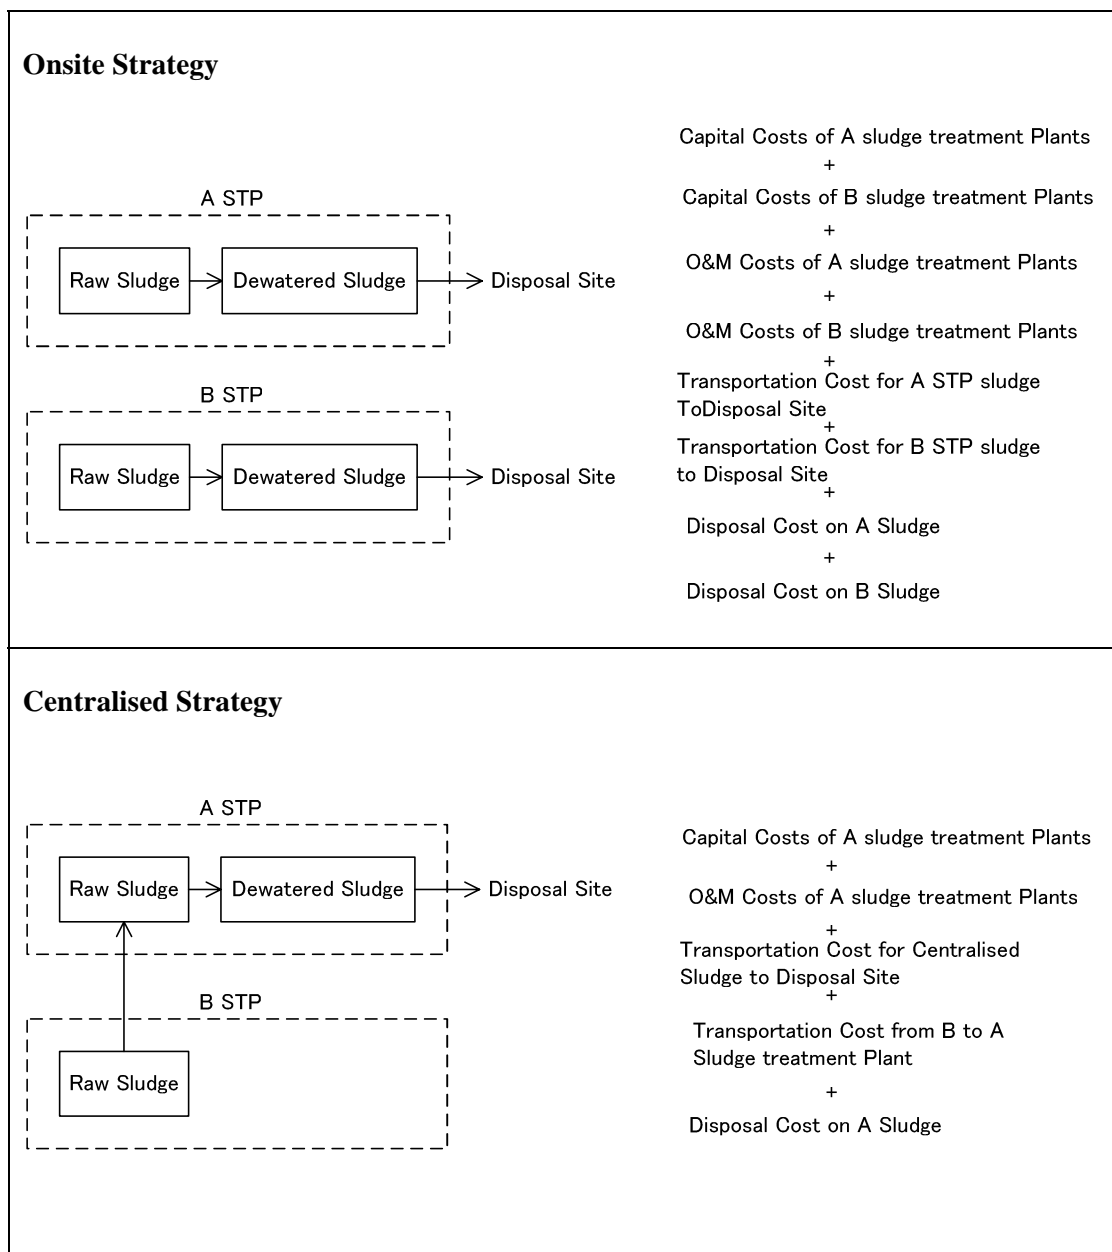 Onsite Strategy
A STP
Raw Sludge
Dewatered Sludge
Disposal Site
B STP
Raw Sludge
Dewatered Sludge
Disposal Site
Capital Costs of A sludge treatment Plants
+
Capital Costs of B sludge treatment Plants
+
O&M Costs of A sludge treatment Plants
+
O&M Costs of B sludge treatment Plants
+
Transportation Cost for A STP sludge
ToDisposal Site
+
Transportation Cost for B STP sludge
to Disposal Site
+
Disposal Cost on A Sludge
+
Disposal Cost on B Sludge
Centralised Strategy
A STP
Raw Sludge
Dewatered Sludge
Disposal Site
B STP
Raw Sludge
Capital Costs of A sludge treatment Plants
+
O&M Costs of A sludge treatment Plants
+
Transportation Cost for Centralised
Sludge to Disposal Site
+
Transportation Cost from B to A
Sludge treatment Plant
+
Disposal Cost on A Sludge